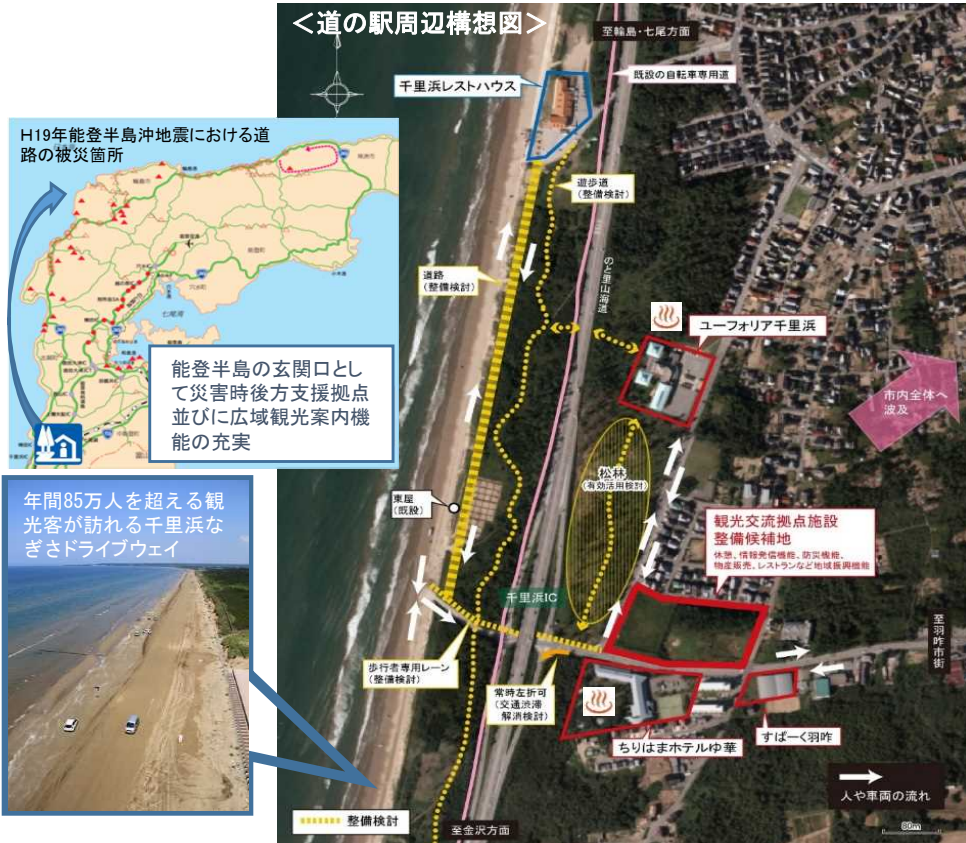 <道の駅周辺構想図>
至輪島・七尾方面
既設の自転車専用道
千里浜レストハウス
H19年能登半島沖地震における道
路の被災箇所
遊歩道
(整備検討)
道路
(整備検討)
のと里山海道
ユーフォリア千里浜
能登半島の玄関口とし
て災害時後方支援拠点
並びに広域観光案内機
能の充実
市内全体へ
波及
松林
(有効活用検討)
東屋
(既設)
年間85万人を超える観
光客が訪れる千里浜な
ぎさドライブウェイ
観光交流拠点施設
整備候補地
休憩、情報発信機能、防災機能、
物産販売、レストランなど地域振興機能
千里浜IC
至羽咋市街
歩行者専用レーン
(整備検討)
常時左折可
(交通渋滞
解消検討)
ちりはまホテルゆ華
すぱーく羽咋
人や車両の流れ
整備検討
至金沢方面
80m